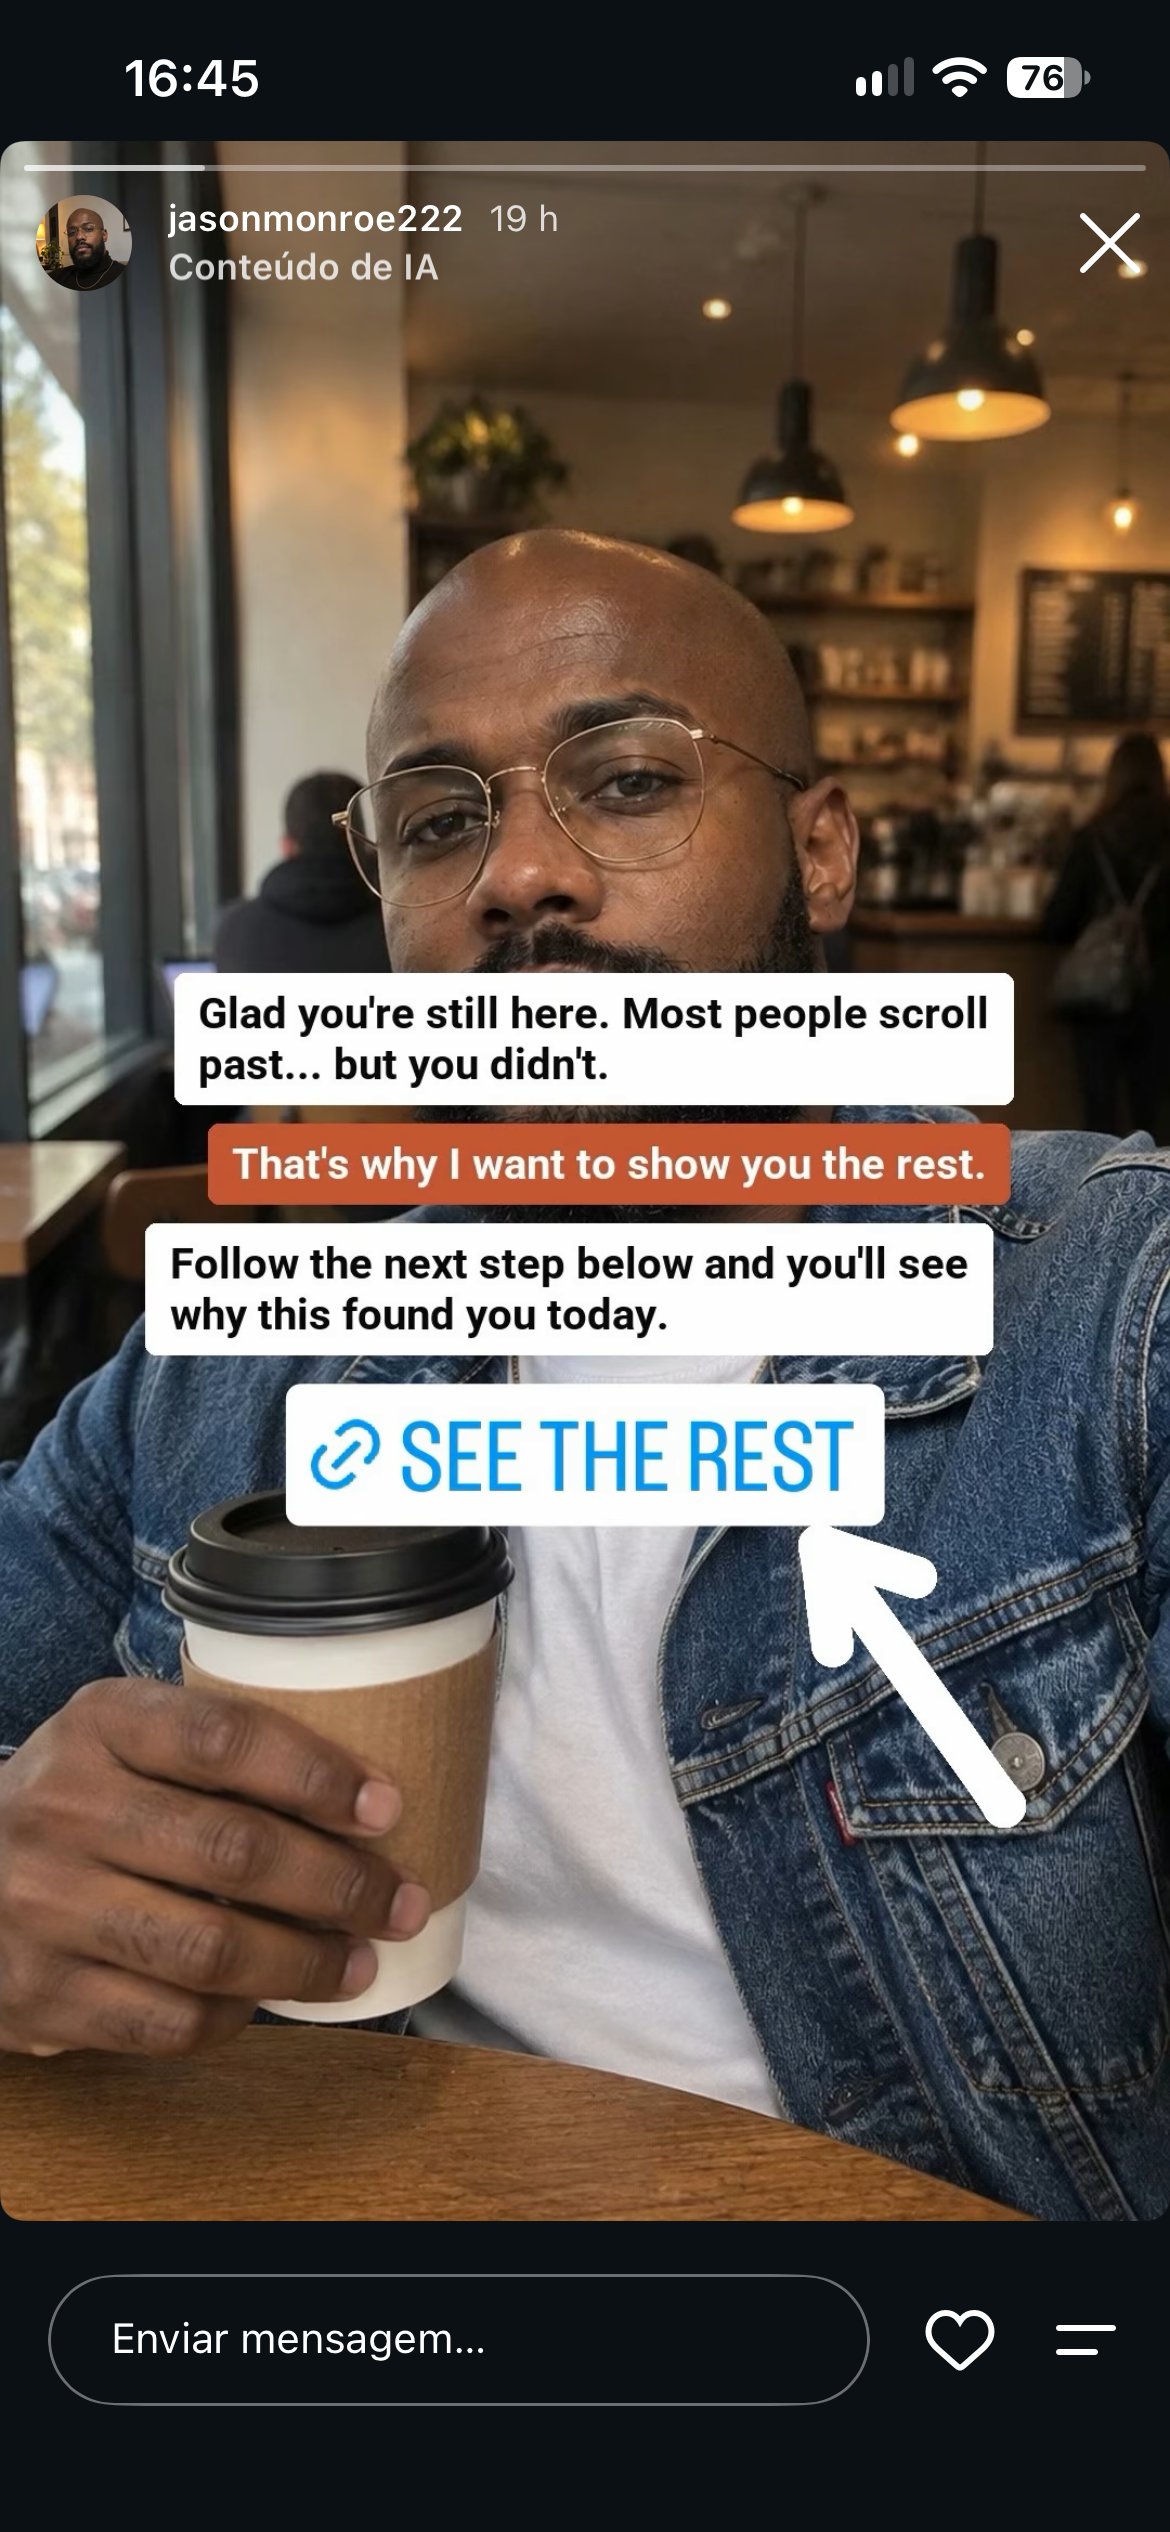 16:45
76
jasonmonroe222 19 h
Conteúdo de IA
Glad you're still here. Most people scroll
past... but you didn't.
That's why I want to show you the rest.
Follow the next step below and you'll see
why this found you today.
SEE THE REST
Enviar mensagem...